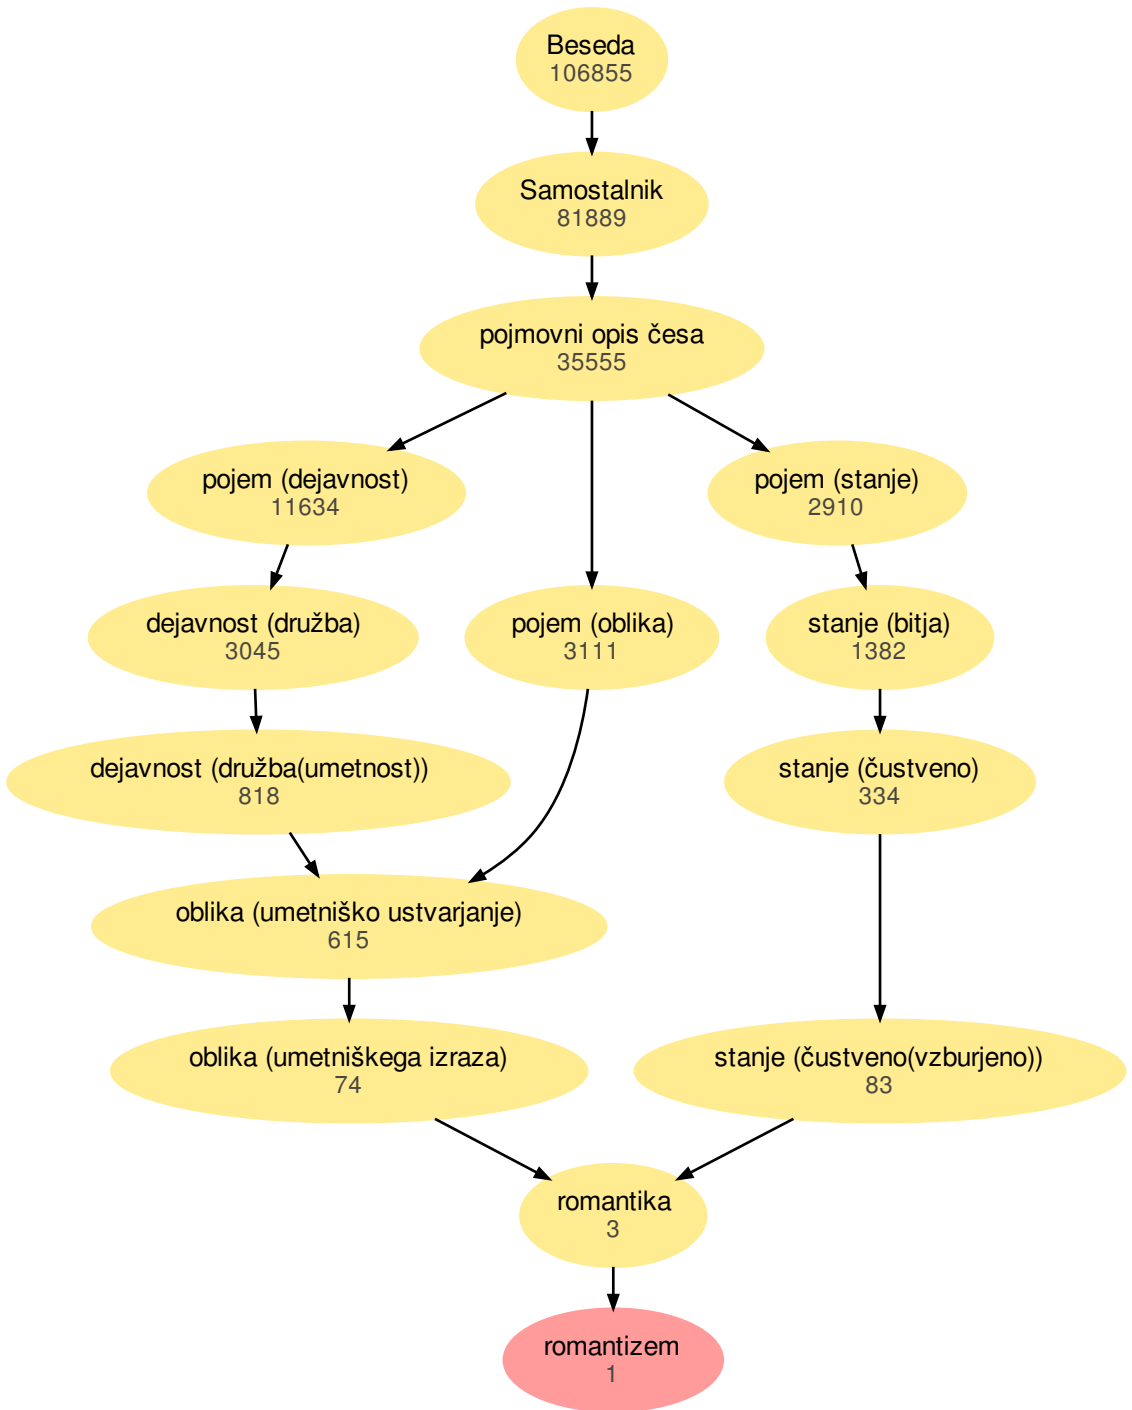 Beseda
106855
Samostalnik
81889
pojmovni opis česa
35555
pojem (dejavnost)
11634
pojem (stanje)
2910
dejavnost (družba)
3045
pojem (oblika)
3111
stanje (bitja)
1382
dejavnost (družba(umetnost))
818
stanje (čustveno)
334
oblika (umetniško ustvarjanje)
615
oblika (umetniškega izraza)
74
stanje (čustveno(vzburjeno))
83
romantika
3
romantizem
1